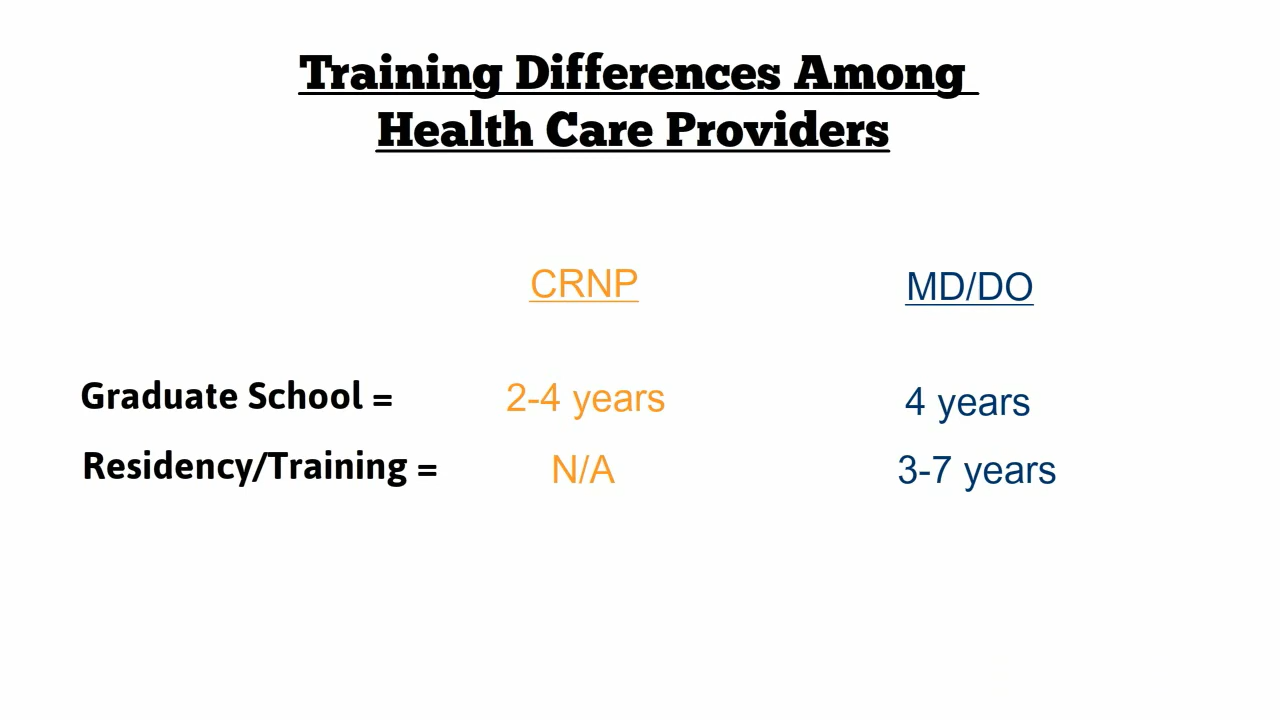 Training Differences Among
Health Care Providers
CRNP MD/DO
Graduate School = 2-4 years 4 years
Residency/Training = N/A 3-7 years